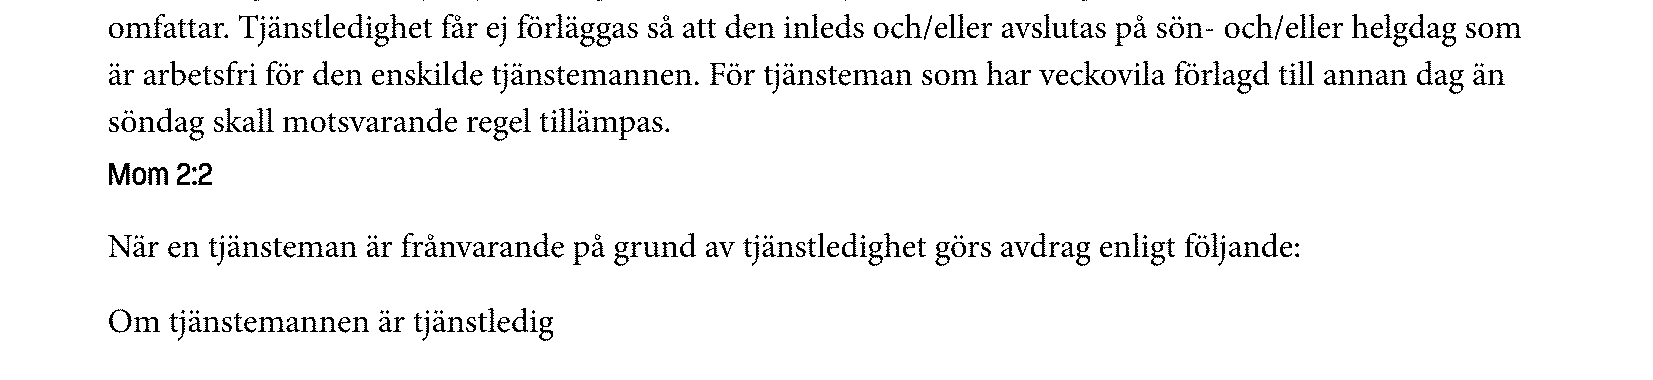 omfattar. Tjänstledighet får ej förläggas så att den inleds och/eller avslutas på sön- och/eller helgdag som
är arbetsfri för den enskilde tjänstemannen. För tjänsteman som har veckovila förlagd till annan dag än
söndag skall motsvarande regel tillämpas.
Mom 2:2
När en tjänsteman är frånvarande på grund av tjänstledighet görs avdrag enligt följande:
Om tjänstemannen är tjänstledig